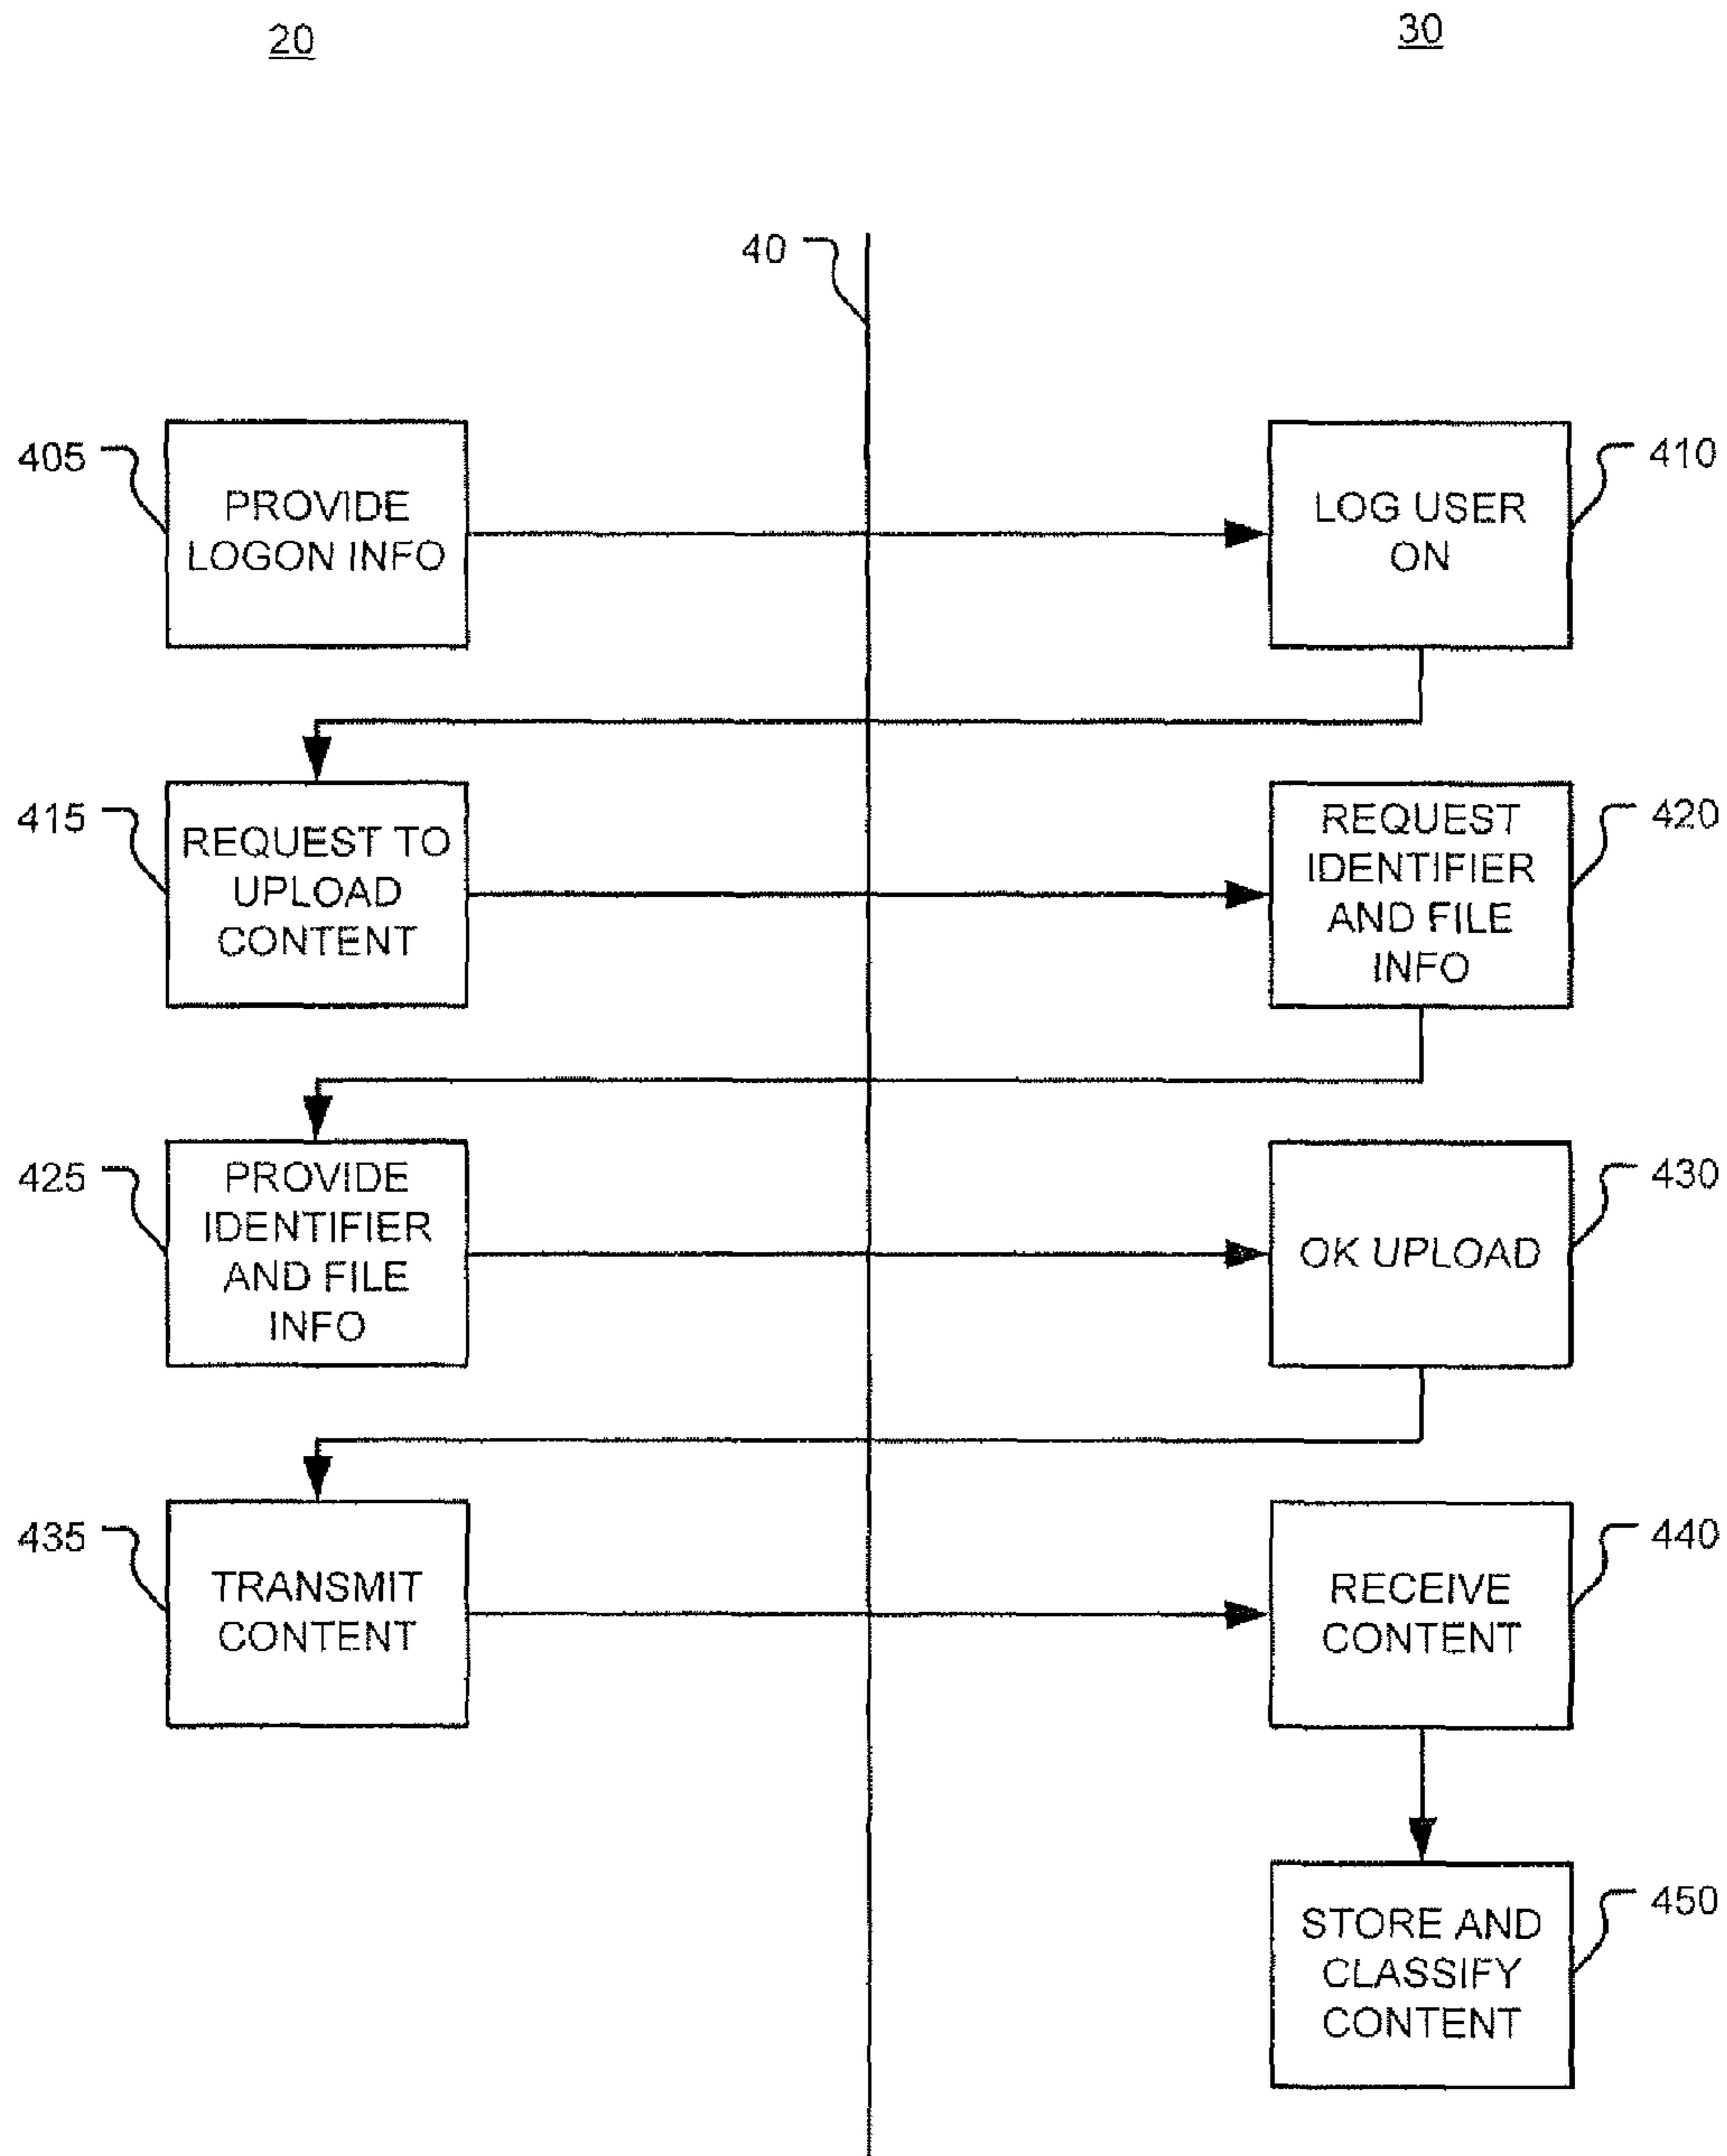 20
30
40
405
PROVIDE
LOGON INFO
LOG USER
ON
410
415
REQUEST TO
UPLOAD
CONTENT
REQUEST
IDENTIFIER
AND FILE
INFO
420
425
PROVIDE
IDENTIFIER
AND FILE
INFO
OK UPLOAD
430
435
TRANSMIT
CONTENT
RECEIVE
CONTENT
440
STORE AND
CLASSIFY
CONTENT
450